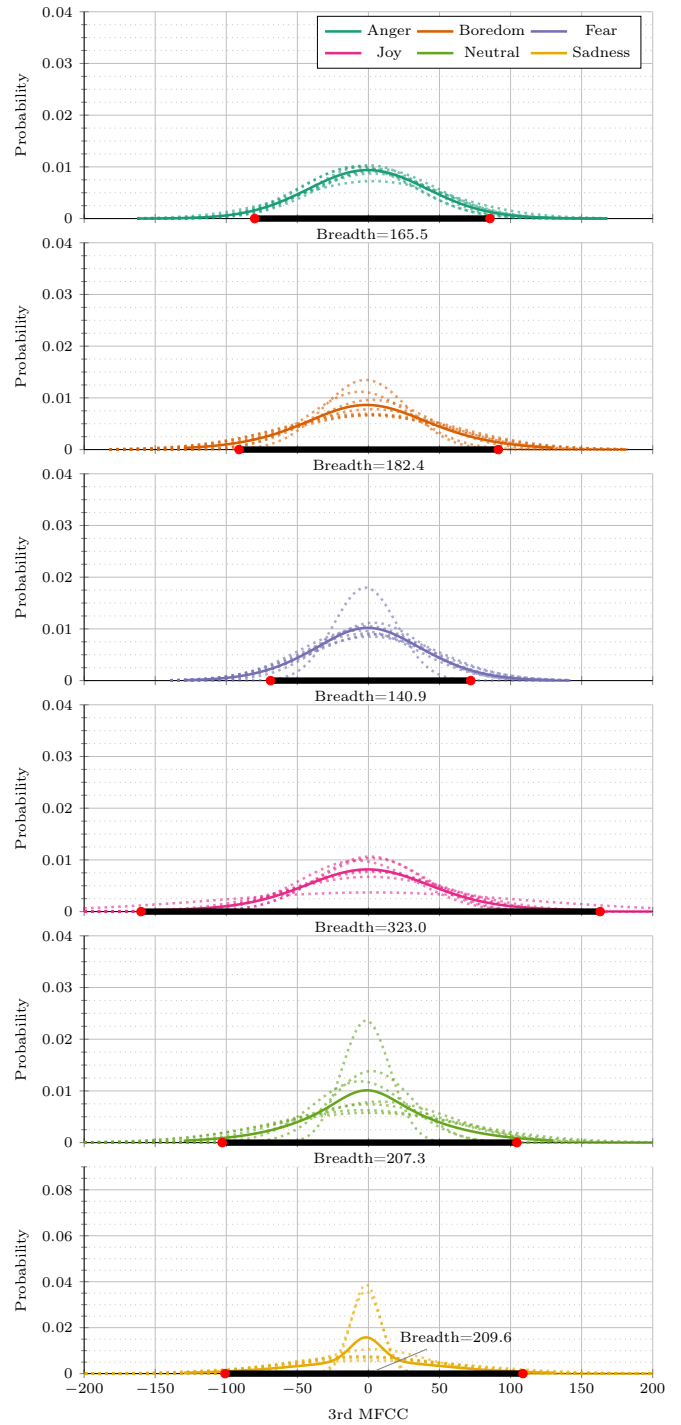 Anger Boredom Fear
Joy Neutral Sadness
0.04
0.03
0.02
0.01
0
Probability
Breadth=165.5
0.04
0.03
0.02
0.01
0
Probability
Breadth=182.4
0.04
0.03
0.02
0.01
0
Probability
Breadth=140.9
0.04
0.03
0.02
0.01
0
Probability
Breadth=323.0
0.04
0.03
0.02
0.01
0
Probability
Breadth=207.3
0.08
0.06
0.04
0.02
0
Probability
Breadth=209.6
−200 −150 −100 −50 0 50 100 150 200
3rd MFCC